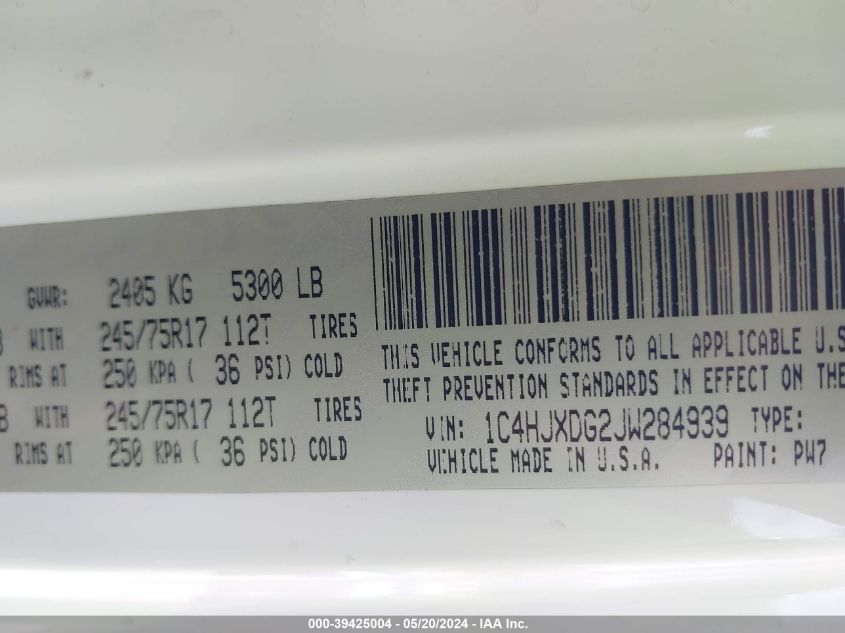 GVWR: 2405 KG 5300 LB
WITH 245/75R17 112T TIRES
RIMS AT 250 KPA ( 36 PSI) COLD
WITH 245/75R17 112T TIRES
RIMS AT 250 KPA ( 36 PSI) COLD
THIS VEHICLE CONFORMS TO ALL APPLICABLE U.S
THEFT PREVENTION STANDARDS IN EFFECT ON THE
VIN: 1C4HJXDG2JW284939 TYPE:
VEHICLE MADE IN U.S.A. PAINT: PW7
000-39425004 - 05/20/2024 - IAA Inc.